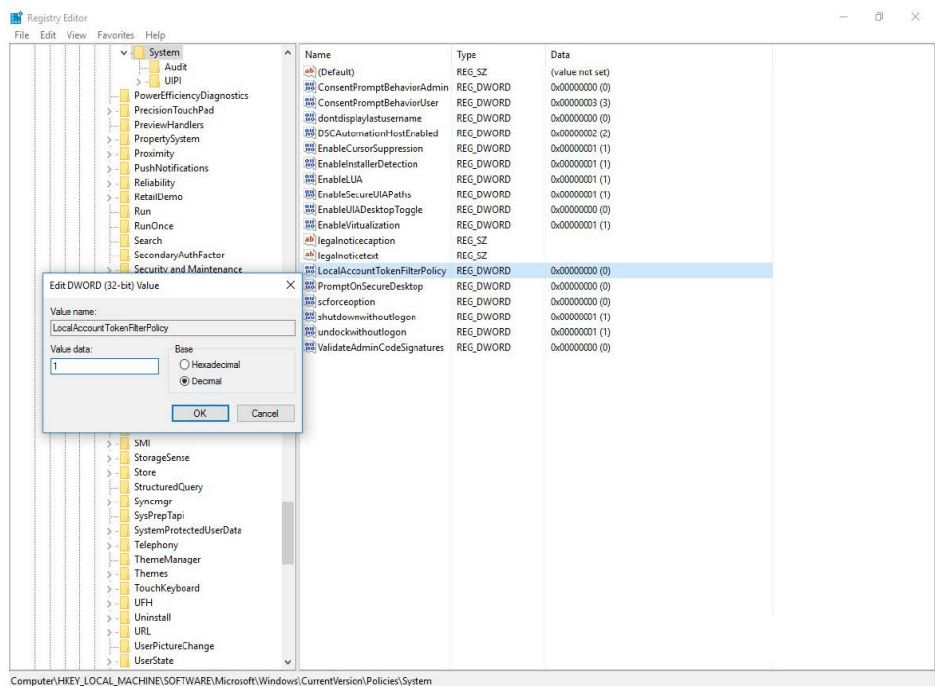 Registry Editor
File Edit View Favorites Help
System
Audit
UIPI
PowerEfficiencyDiagnostics
PrecisionTouchPad
PreviewHandlers
PropertySystem
Proximity
PushNotifications
Reliability
RetailDemo
Run
RunOnce
Search
SecondaryAuthFactor
Security and Maintenance
Edit DWORD (32-bit) Value
Value name:
LocalAccountTokenFilterPolicy
Value data:
1
Base
Hexadecimal
Decimal
OK Cancel
SMI
StorageSense
Store
StructuredQuery
Syncmgr
SysPrepTapi
SystemProtectedUserData
Telephony
ThemeManager
Themes
TouchKeyboard
UFH
Uninstall
URL
UserPictureChange
UserState
Name Type Data
(Default) REG_SZ (value not set)
ConsentPromptBehaviorAdmin REG_DWORD 0x00000000 (0)
ConsentPromptBehaviorUser REG_DWORD 0x00000003 (3)
dontdisplaylastusername REG_DWORD 0x00000000 (0)
DSCAutomationHostEnabled REG_DWORD 0x00000002 (2)
EnableCursorSuppression REG_DWORD 0x00000001 (1)
EnableInstallerDetection REG_DWORD 0x00000001 (1)
EnableLUA REG_DWORD 0x00000001 (1)
EnableSecureUIAPaths REG_DWORD 0x00000001 (1)
EnableUIADesktopToggle REG_DWORD 0x00000000 (0)
EnableVirtualization REG_DWORD 0x00000001 (1)
legalnoticecaption REG_SZ
legalnoticetext REG_SZ
LocalAccountTokenFilterPolicy REG_DWORD 0x00000000 (0)
PromptOnSecureDesktop REG_DWORD 0x00000000 (0)
scforceoption REG_DWORD 0x00000000 (0)
shutdownwithoutlogon REG_DWORD 0x00000001 (1)
undockwithoutlogon REG_DWORD 0x00000001 (1)
ValidateAdminCodeSignatures REG_DWORD 0x00000000 (0)
Computer\HKEY_LOCAL_MACHINE\SOFTWARE\Microsoft\Windows\CurrentVersion\Policies\System